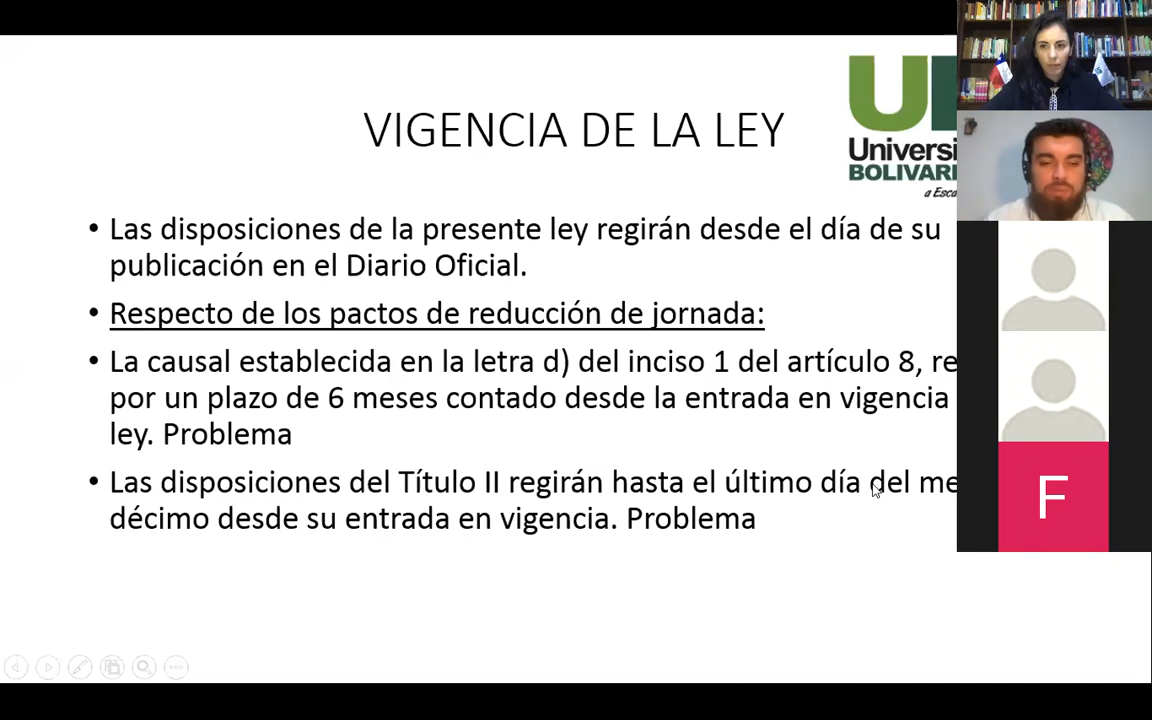 VIGENCIA DE LA LEY
Universi
BOLIVARI
a Esca
• Las disposiciones de la presente ley regirán desde el día de su
publicación en el Diario Oficial.
• Respecto de los pactos de reducción de jornada:
• La causal establecida en la letra d) del inciso 1 del artículo 8, re
por un plazo de 6 meses contado desde la entrada en vigencia
ley. Problema
• Las disposiciones del Título II regirán hasta el último día del me
décimo desde su entrada en vigencia. Problema
F